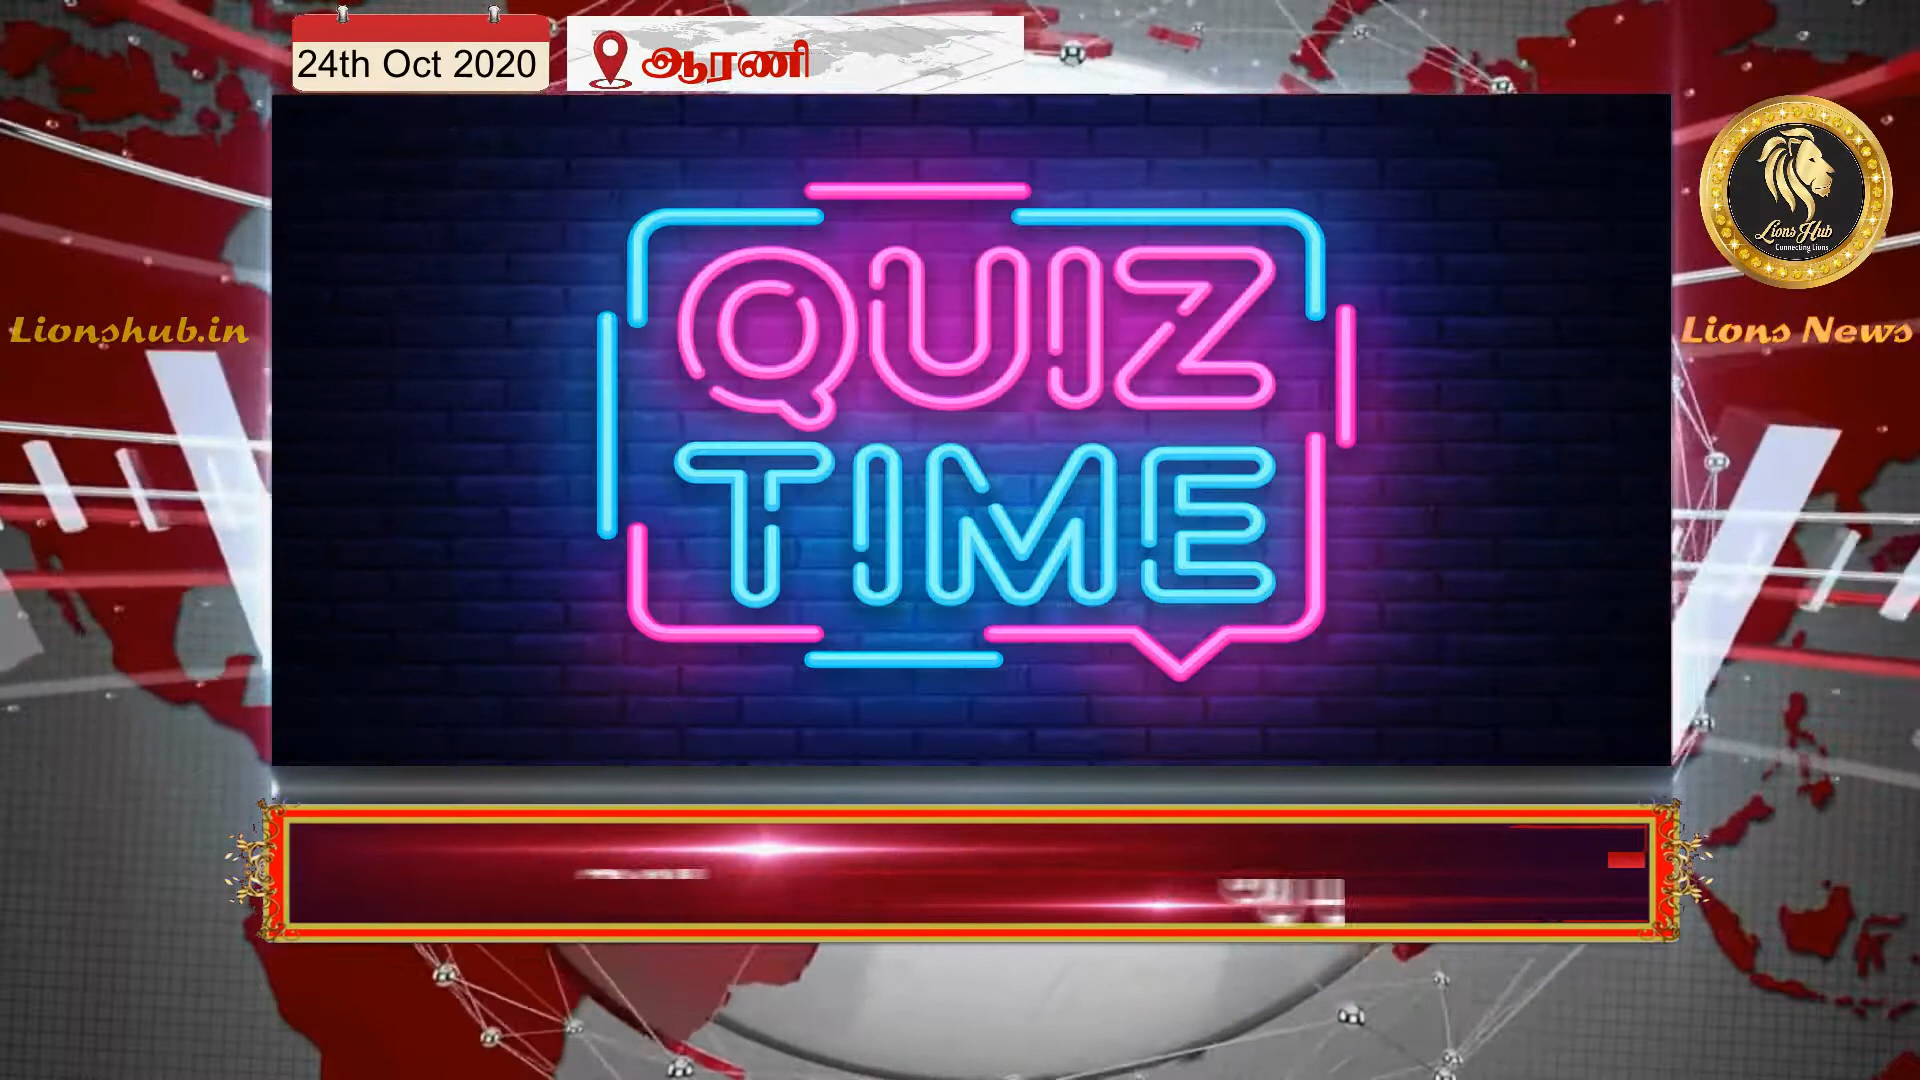 24th Oct 2020
ஆரணி
QUIZ
TIME
Lions Hub
Connecting Lions
Lionshub.in
Lions News